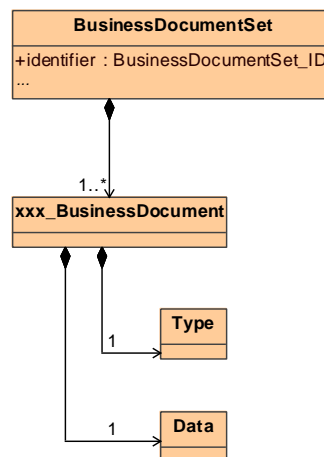 BusinessDocumentSet
+identifier : BusinessDocumentSet_ID
...
1..*
xxx_BusinessDocument
Type
1
Data
1